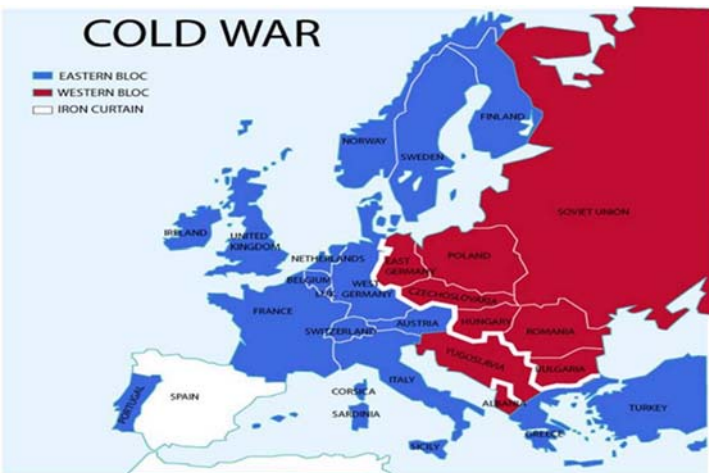 COLD WAR
EASTERN BLOC
WESTERN BLOC
IRON CURTAIN
FINLAND
NORWAY
SWEDEN
SOVIET UNION
IRELAND
UNITED
KINGDOM
NETHERLANDS
EAST
GERMANY
POLAND
BELGIUM
LUX.
WEST
GERMANY
CZECHOSLOVAKIA
FRANCE
SWITZERLAND
AUSTRIA
HUNGARY
ROMANIA
YUGOSLAVIA
BULGARIA
PORTUGAL
SPAIN
CORSICA
SARDINIA
ITALY
ALBANIA
GREECE
TURKEY
SICILY